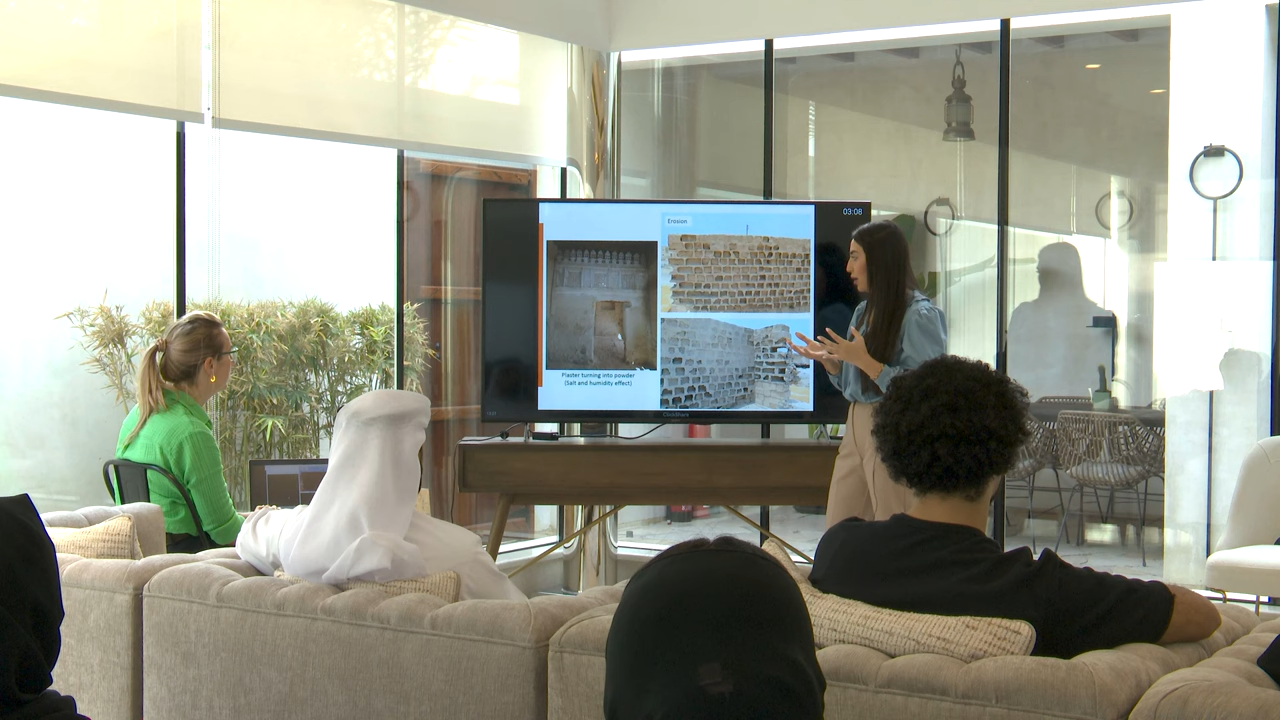 03:08
Erosion
Plaster turning into powder
(Salt and humidity effect)
ClickShare